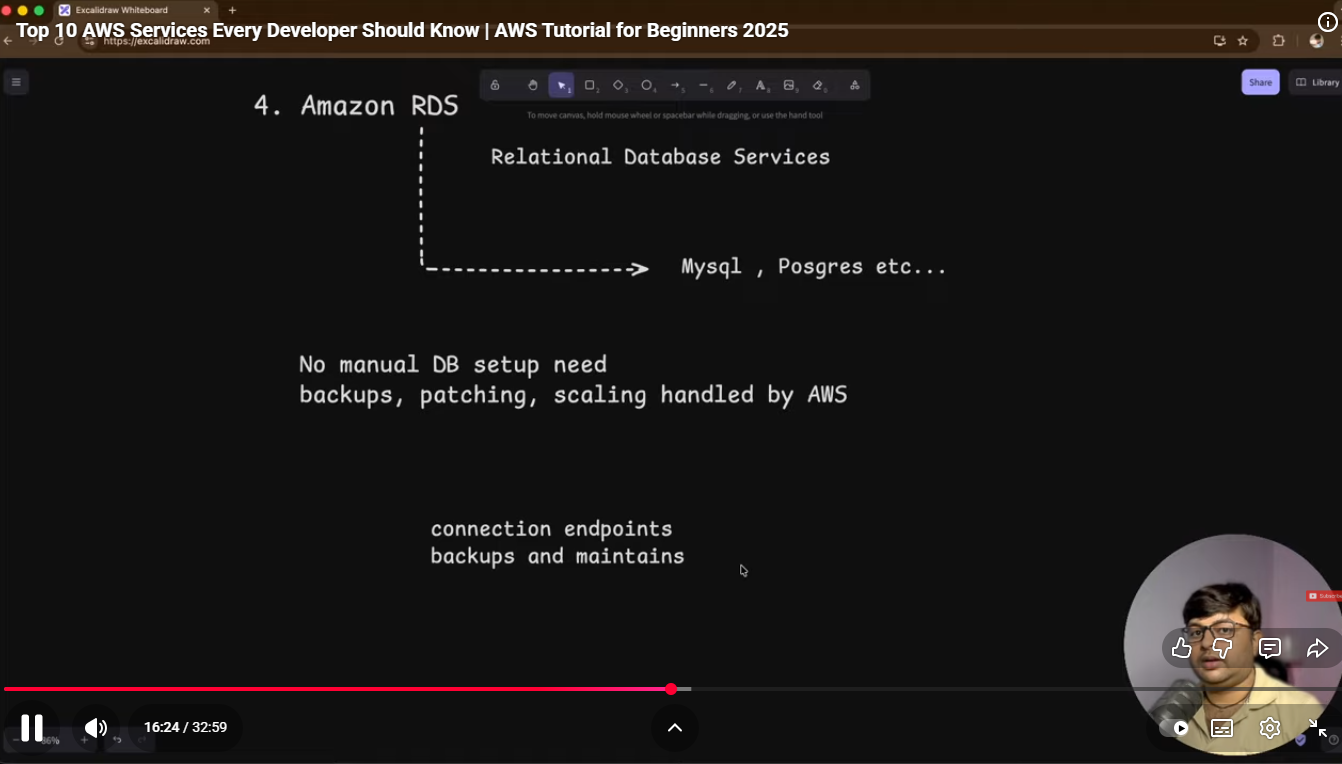 Excalidraw Whiteboard
Top 10 AWS Services Every Developer Should Know | AWS Tutorial for Beginners 2025
https://excalidraw.com
Share
Library
To move canvas, hold mouse wheel or spacebar while dragging, or use the hand tool
4. Amazon RDS
Relational Database Services
Mysql , Posgres etc...
No manual DB setup need
backups, patching, scaling handled by AWS
connection endpoints
backups and maintains
16:24 / 32:59